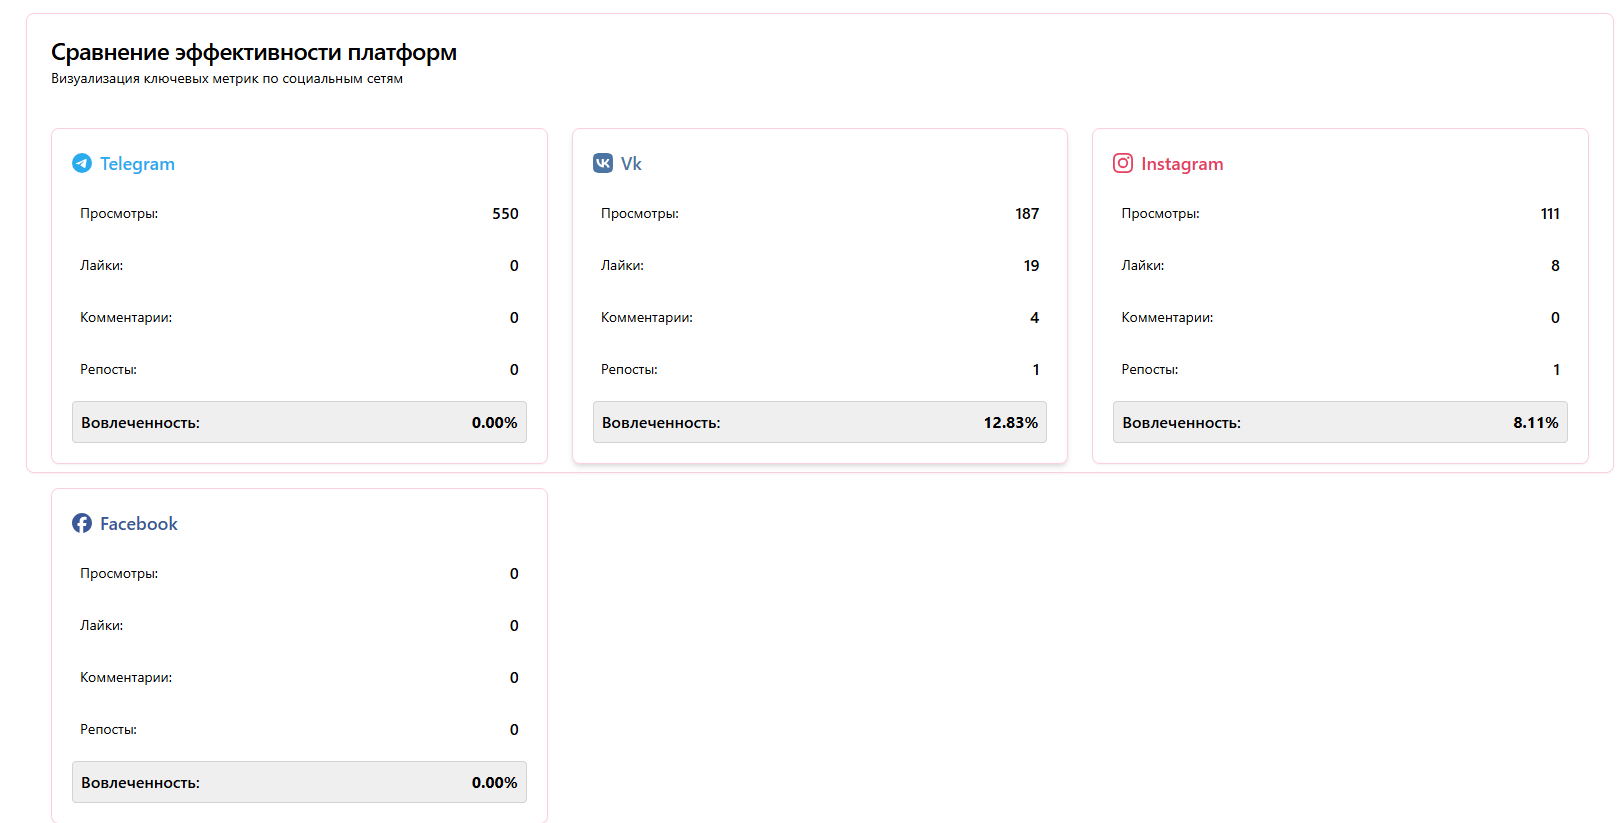 Сравнение эффективности платформ
Визуализация ключевых метрик по социальным сетям
Telegram
Просмотры: 550
Лайки: 0
Комментарии: 0
Репосты: 0
Вовлеченность: 0.00%
Vk
Просмотры: 187
Лайки: 19
Комментарии: 4
Репосты: 1
Вовлеченность: 12.83%
Instagram
Просмотры: 111
Лайки: 8
Комментарии: 0
Репосты: 1
Вовлеченность: 8.11%
Facebook
Просмотры: 0
Лайки: 0
Комментарии: 0
Репосты: 0
Вовлеченность: 0.00%